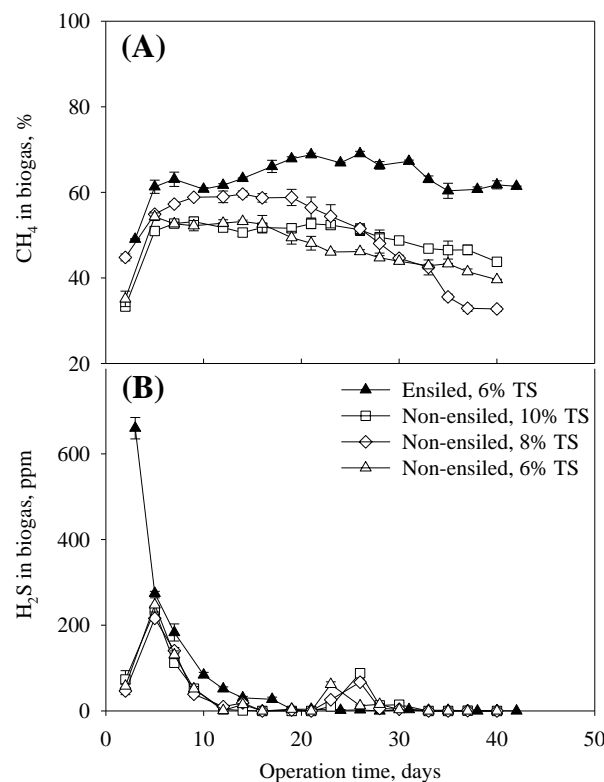 (A)
100
80
60
40
20
CH4 in biogas, %
(B)
Ensiled, 6% TS
Non-ensiled, 10% TS
Non-ensiled, 8% TS
Non-ensiled, 6% TS
600
400
200
0
H2S in biogas, ppm
0 10 20 30 40 50
Operation time, days